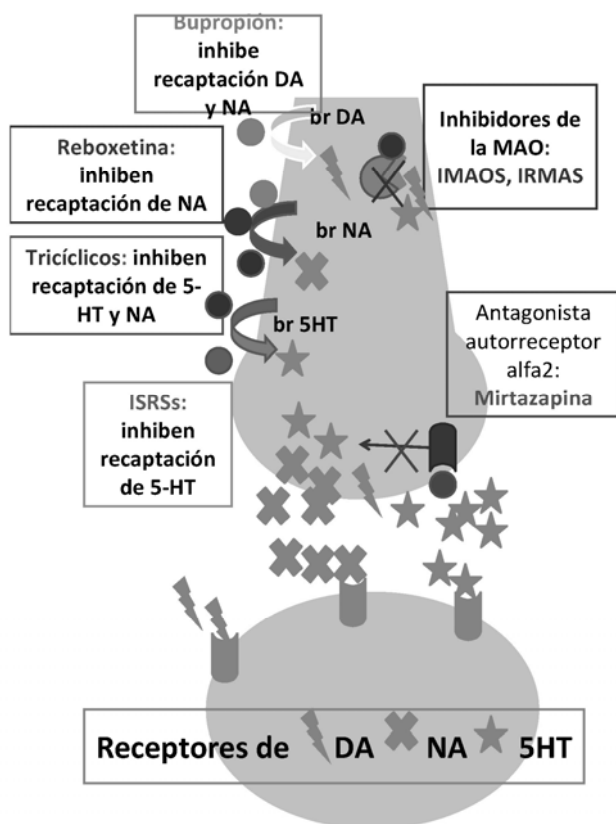 Bupropión:
inhibe
recaptación DA
y NA
br DA
Inhibidores de
la MAO:
IMAOS, IRMAS
Reboxetina:
inhiben
recaptación de NA
br NA
Tricíclicos: inhiben
recaptación de 5-
HT y NA
br 5HT
Antagonista
autorreceptor
alfa2:
Mirtazapina
ISRSs:
inhiben
recaptación
de 5-HT
Receptores de DA NA 5HT